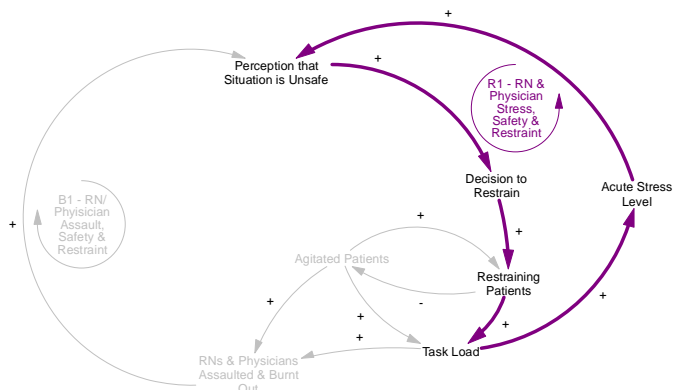 +
+
Perception that
Situation is Unsafe
R1 - RN &
Physician
Stress,
Safety &
Restraint
Decision to
Restrain
Acute Stress
Level
B1 - RN/
Phyisician
Assault,
Safety &
Restraint
+
+
+
Agitated Patients
Restraining
Patients
+
-
+
+
+
+
Task Load
RNs & Physicians
Assaulted & Burnt
Out